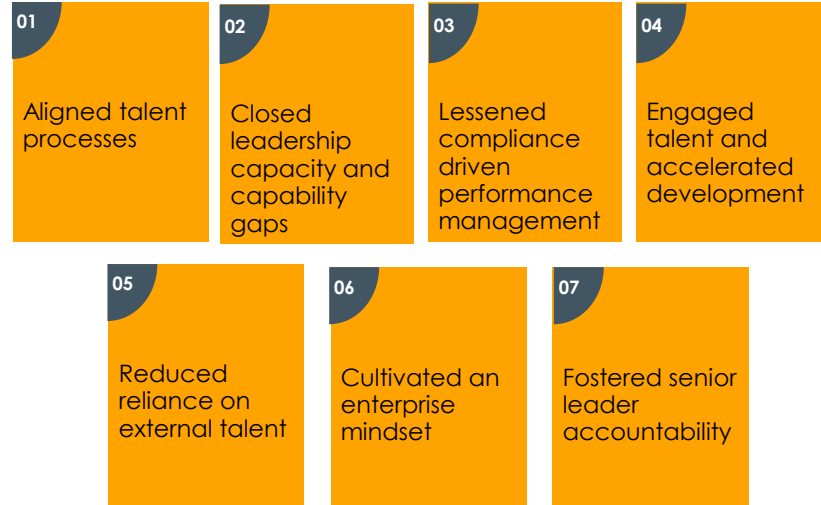 01
Aligned talent
processes
02
Closed
leadership
capacity and
capability
gaps
03
Lessened
compliance
driven
performance
management
04
Engaged
talent and
accelerated
development
05
Reduced
reliance on
external talent
06
Cultivated an
enterprise
mindset
07
Fostered senior
leader
accountability